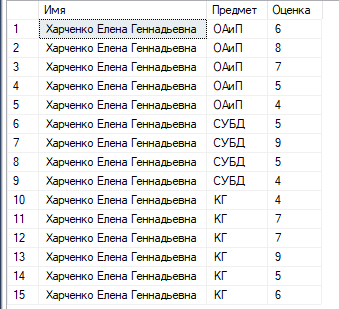 Имя Предмет Оценка
1 Харченко Елена Геннадьевна ОАиП 6
2 Харченко Елена Геннадьевна ОАиП 8
3 Харченко Елена Геннадьевна ОАиП 7
4 Харченко Елена Геннадьевна ОАиП 5
5 Харченко Елена Геннадьевна ОАиП 4
6 Харченко Елена Геннадьевна СУБД 5
7 Харченко Елена Геннадьевна СУБД 9
8 Харченко Елена Геннадьевна СУБД 5
9 Харченко Елена Геннадьевна СУБД 4
10 Харченко Елена Геннадьевна КГ 4
11 Харченко Елена Геннадьевна КГ 7
12 Харченко Елена Геннадьевна КГ 7
13 Харченко Елена Геннадьевна КГ 9
14 Харченко Елена Геннадьевна КГ 5
15 Харченко Елена Геннадьевна КГ 6